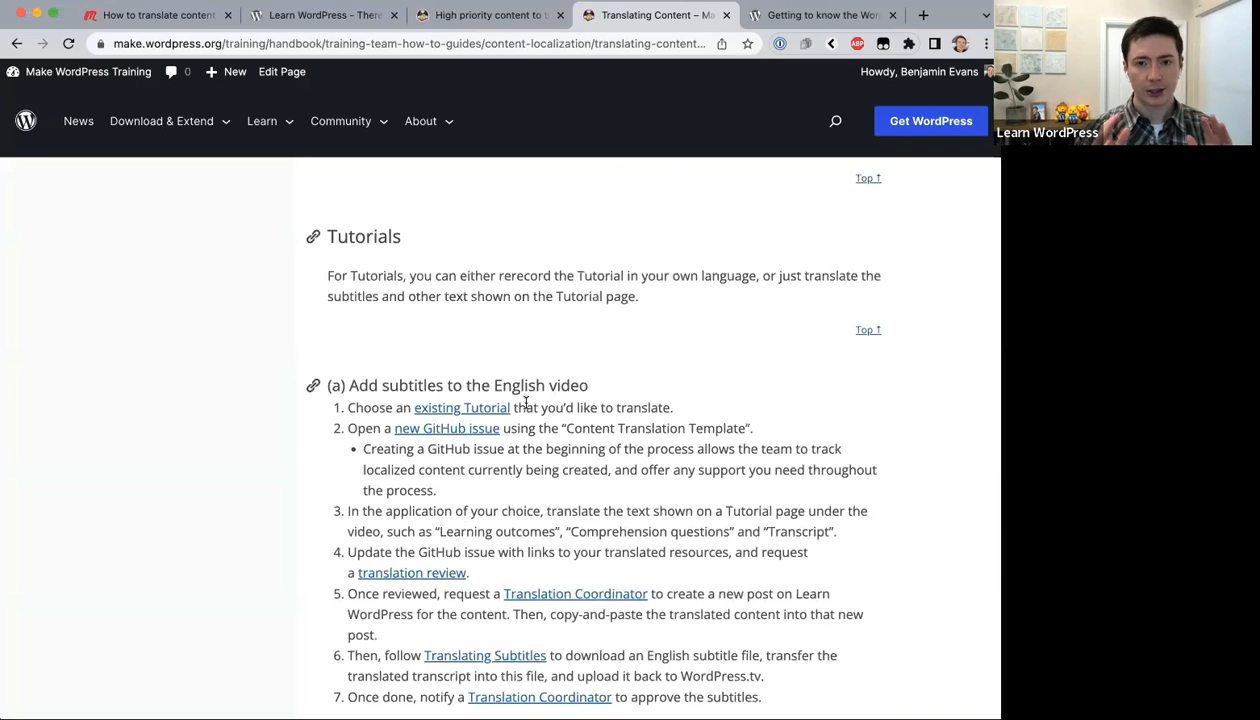 How to translate content
Learn WordPress – There
High priority content to t
Translating Content – Ma
Getting to know the Wor
make.wordpress.org/training/handbook/training-team-how-to-guides/content-localization/translating-content...
ABP
Make WordPress Training
0
New
Edit Page
Howdy, Benjamin Evans
News
Download & Extend
Learn
Community
About
Get WordPress
Learn WordPress
Top ↑
Tutorials
For Tutorials, you can either rerecord the Tutorial in your own language, or just translate the
subtitles and other text shown on the Tutorial page.
Top ↑
(a) Add subtitles to the English video
1. Choose an existing Tutorial that you’d like to translate.
2. Open a new GitHub issue using the “Content Translation Template”.
• Creating a GitHub issue at the beginning of the process allows the team to track
localized content currently being created, and offer any support you need throughout
the process.
3. In the application of your choice, translate the text shown on a Tutorial page under the
video, such as “Learning outcomes”, “Comprehension questions” and “Transcript”.
4. Update the GitHub issue with links to your translated resources, and request
a translation review.
5. Once reviewed, request a Translation Coordinator to create a new post on Learn
WordPress for the content. Then, copy-and-paste the translated content into that new
post.
6. Then, follow Translating Subtitles to download an English subtitle file, transfer the
translated transcript into this file, and upload it back to WordPress.tv.
7. Once done, notify a Translation Coordinator to approve the subtitles.